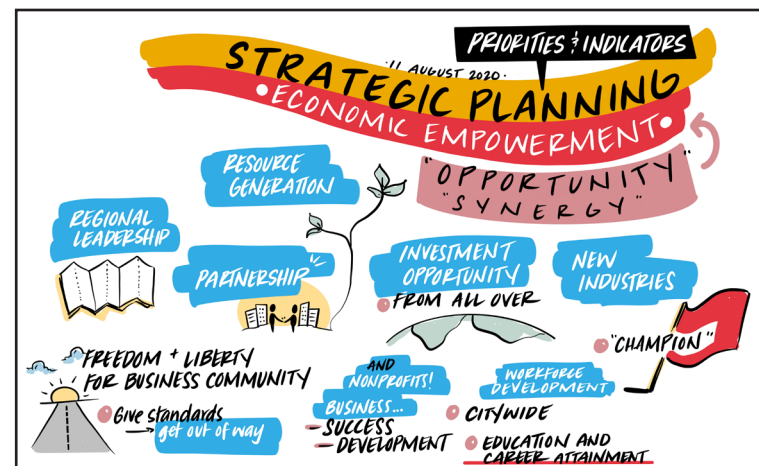 PRIORITIES & INDICATORS
·11 AUGUST 2020·
STRATEGIC PLANNING
•ECONOMIC EMPOWERMENT•
"OPPORTUNITY"
"SYNERGY"
RESOURCE
GENERATION
REGIONAL
LEADERSHIP
PARTNERSHIP
INVESTMENT
OPPORTUNITY
FROM ALL OVER
NEW
INDUSTRIES
"CHAMPION"
FREEDOM + LIBERTY
FOR BUSINESS COMMUNITY
Give standards
→ get out of way
AND
NONPROFITS!
BUSINESS...
- SUCCESS
- DEVELOPMENT
WORKFORCE
DEVELOPMENT
CITYWIDE
EDUCATION AND
CAREER ATTAINMENT